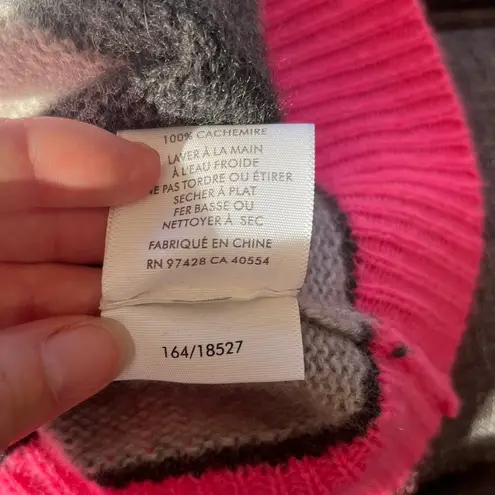 100% CACHEMIRE
LAVER À LA MAIN
À L'EAU FROIDE
NE PAS TORDRE OU ÉTIRER
SECHER À PLAT
FER BASSE OU
NETTOYER À SEC
FABRIQUÉ EN CHINE
RN 97428 CA 40554
164/18527